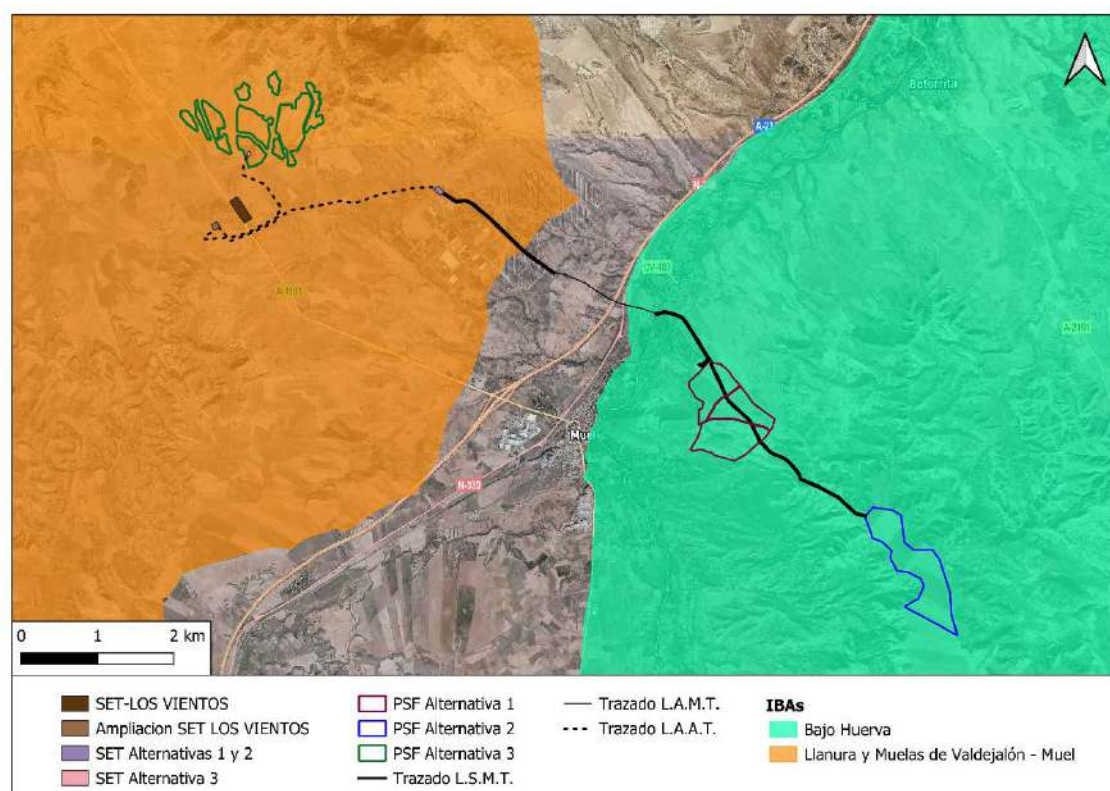 Botorrita
A-23
N-330
CV-403
A-1101
A-2101
Muel
N-330
0 1 2 km
SET-LOS VIENTOS
Ampliacion SET LOS VIENTOS
SET Alternativas 1 y 2
SET Alternativa 3
PSF Alternativa 1
PSF Alternativa 2
PSF Alternativa 3
Trazado L.S.M.T.
Trazado L.A.M.T.
Trazado L.A.A.T.
IBAs
Bajo Huerva
Llanura y Muelas de Valdejalón - Muel